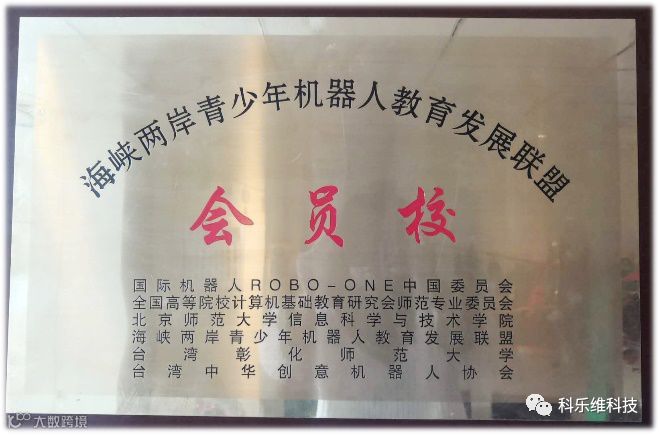 海峡两岸青少年机器人教育发展联盟
会员校
国际机器人ROBO-ONE中国委员会
全国高等院校计算机基础教育研究会师范专业委员会
北京师范大学信息科学与技术学院
海峡两岸青少年机器人教育发展联盟
台湾彰化师范大学
台湾中华创意机器人协会
科乐维科技
大数跨境